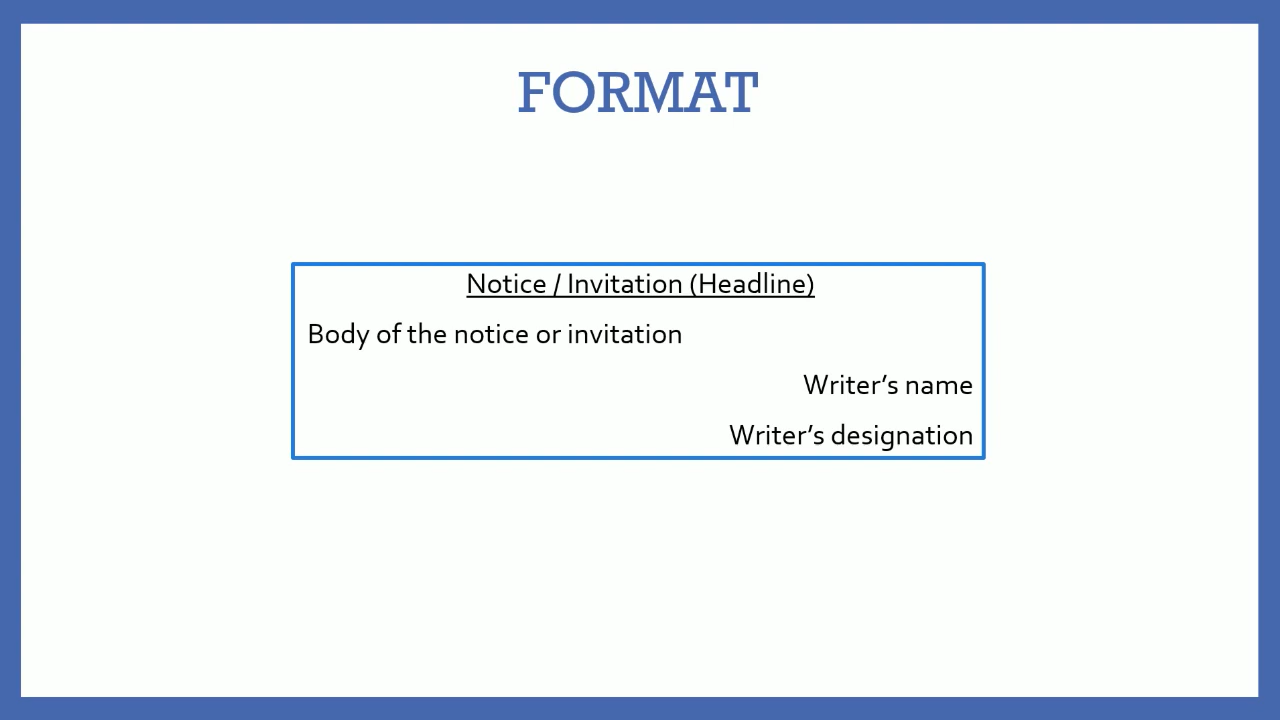 FORMAT
Notice / Invitation (Headline)
Body of the notice or invitation
Writer’s name
Writer’s designation